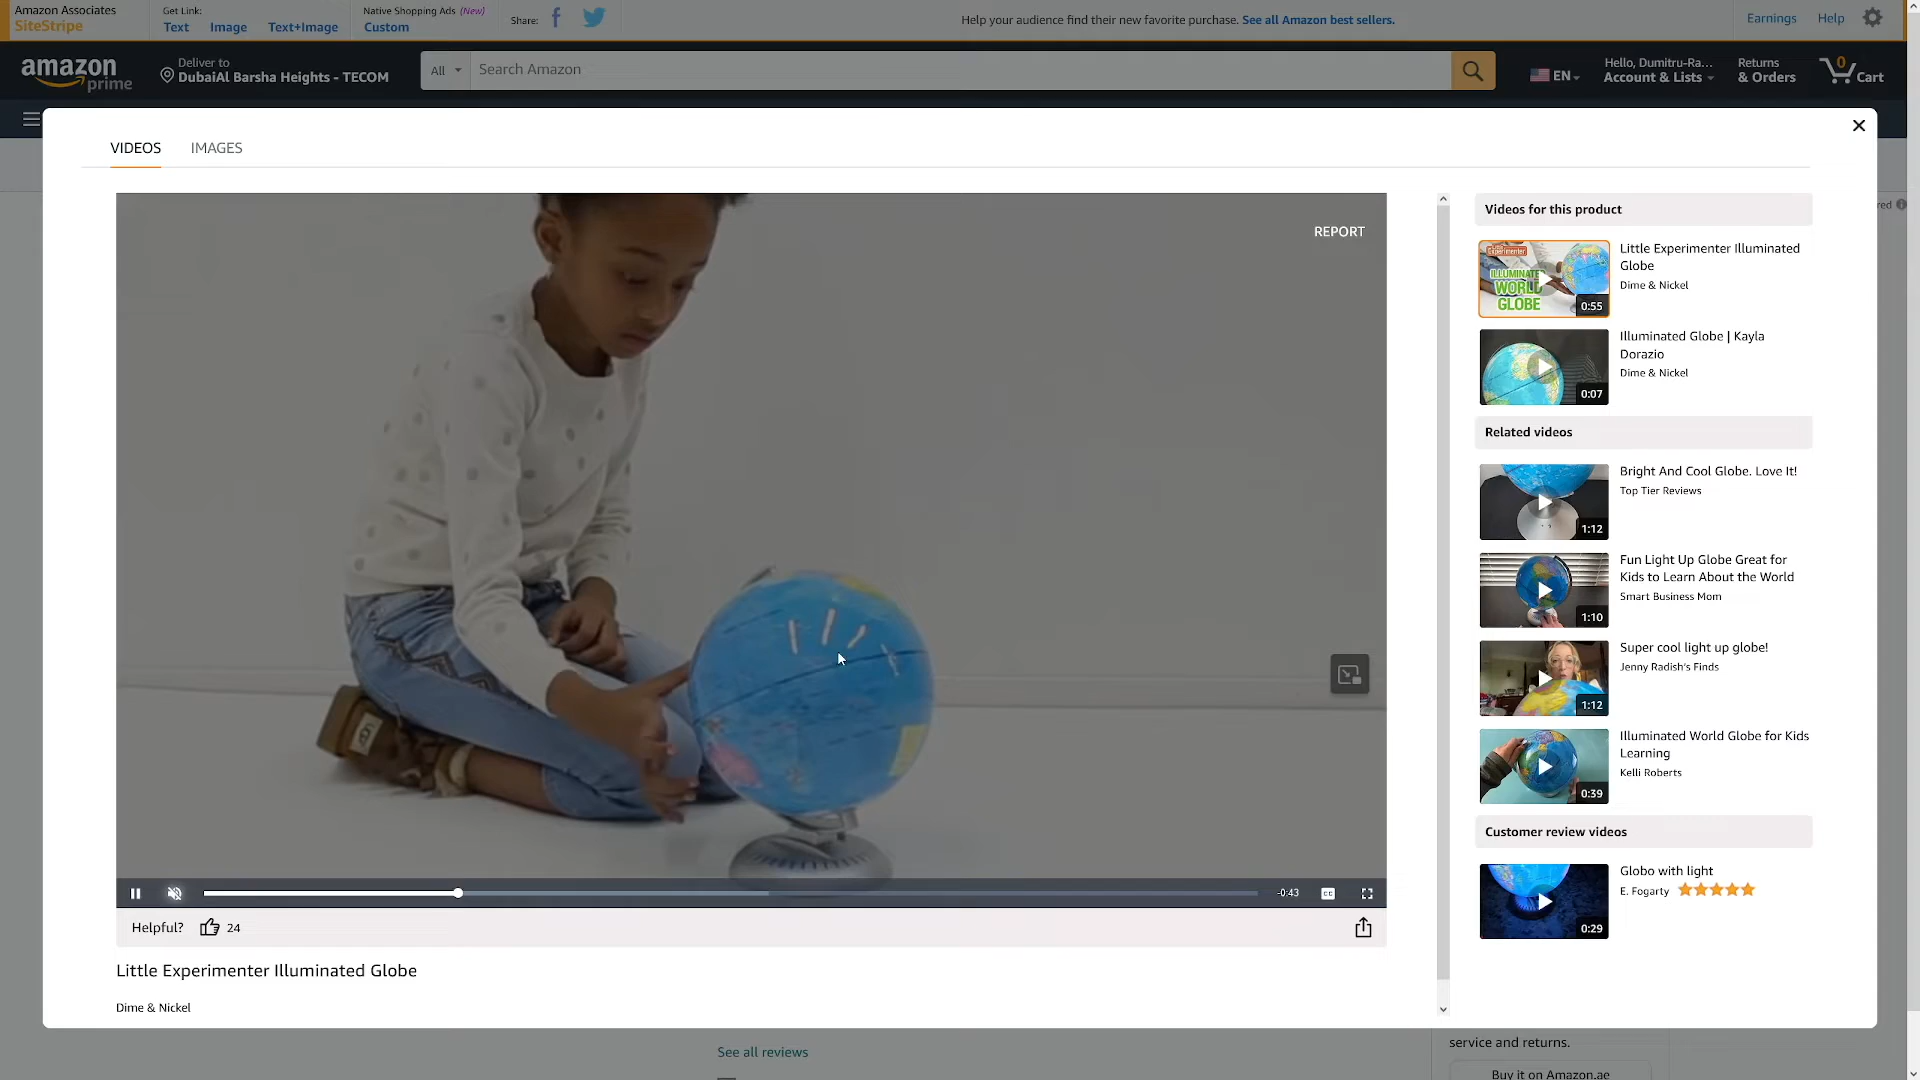 Amazon Associates
SiteStripe
Get Link:
Text Image Text+Image
Native Shopping Ads (New)
Custom
Share:
Help your audience find their new favorite purchase. See all Amazon best sellers.
Earnings Help
amazon
prime
Deliver to
DubaiAl Barsha Heights - TECOM
All
Search Amazon
EN
Hello, Dumitru-Ra...
Account & Lists
Returns
& Orders
0
Cart
VIDEOS IMAGES
REPORT
-0:43
CC
Helpful? 24
Little Experimenter Illuminated Globe
Dime & Nickel
Videos for this product
Experimenter
ILLUMINATED
WORLD
GLOBE
0:55
Little Experimenter Illuminated
Globe
Dime & Nickel
0:07
Illuminated Globe | Kayla
Dorazio
Dime & Nickel
Related videos
1:12
Bright And Cool Globe. Love It!
Top Tier Reviews
1:10
Fun Light Up Globe Great for
Kids to Learn About the World
Smart Business Mom
1:12
Super cool light up globe!
Jenny Radish's Finds
0:39
Illuminated World Globe for Kids
Learning
Kelli Roberts
Customer review videos
0:29
Globo with light
E. Fogarty
See all reviews
service and returns.
Buy it on Amazon.ae